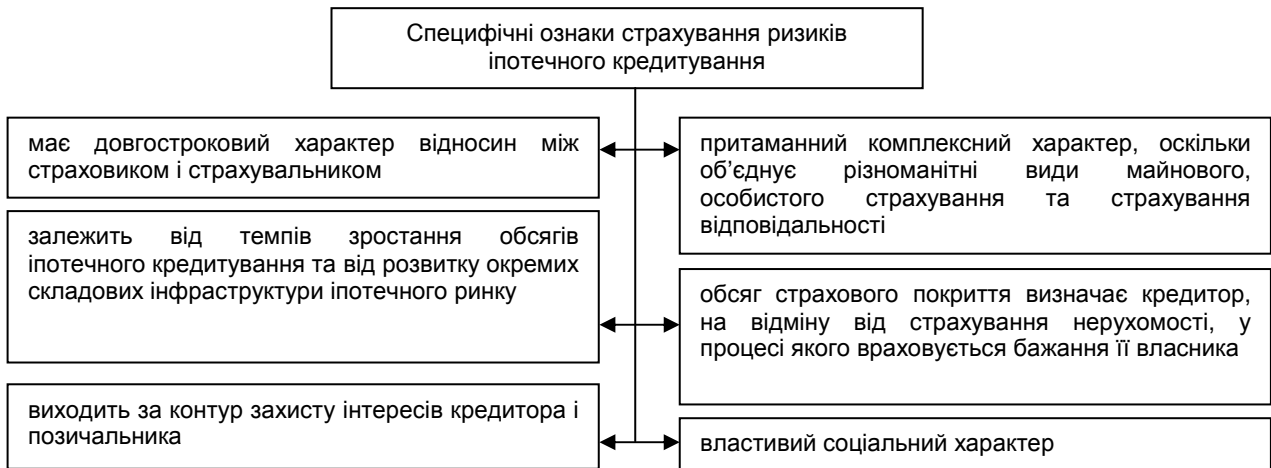 Специфічні ознаки страхування ризиків
іпотечного кредитування
має довгостроковий характер відносин між
страховиком і страхувальником
притаманний комплексний характер, оскільки
об’єднує різноманітні види майнового,
особистого страхування та страхування
відповідальності
залежить від темпів зростання обсягів
іпотечного кредитування та від розвитку окремих
складових інфраструктури іпотечного ринку
обсяг страхового покриття визначає кредитор,
на відміну від страхування нерухомості, у
процесі якого враховується бажання її власника
виходить за контур захисту інтересів кредитора і
позичальника
властивий соціальний характер